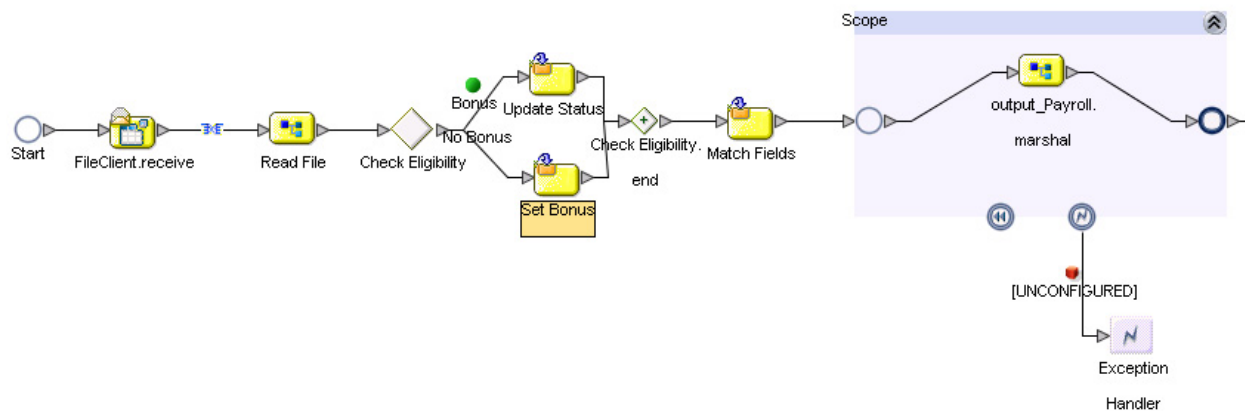 Scope
Bonus
Update Status
output_Payroll.
marshal
Start
FileClient.receive
Read File
Check Eligibility
No Bonus
Check Eligibility.
end
Match Fields
Set Bonus
[UNCONFIGURED]
Exception
Handler